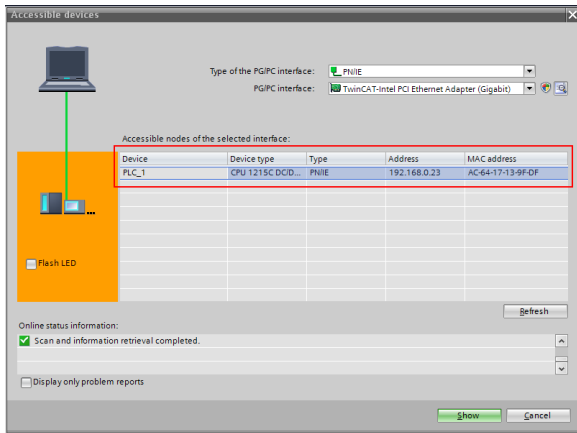 Accessible devices
Type of the PG/PC interface: PN/IE
PG/PC interface: TwinCAT-Intel PCI Ethernet Adapter (Gigabit)
Accessible nodes of the selected interface:
Device Device type Type Address MAC address
PLC_1 CPU 1215C DC/D... PN/IE 192.168.0.23 AC-64-17-13-9F-DF
...
Flash LED
Refresh
Online status information:
Scan and information retrieval completed.
Display only problem reports
Show Cancel